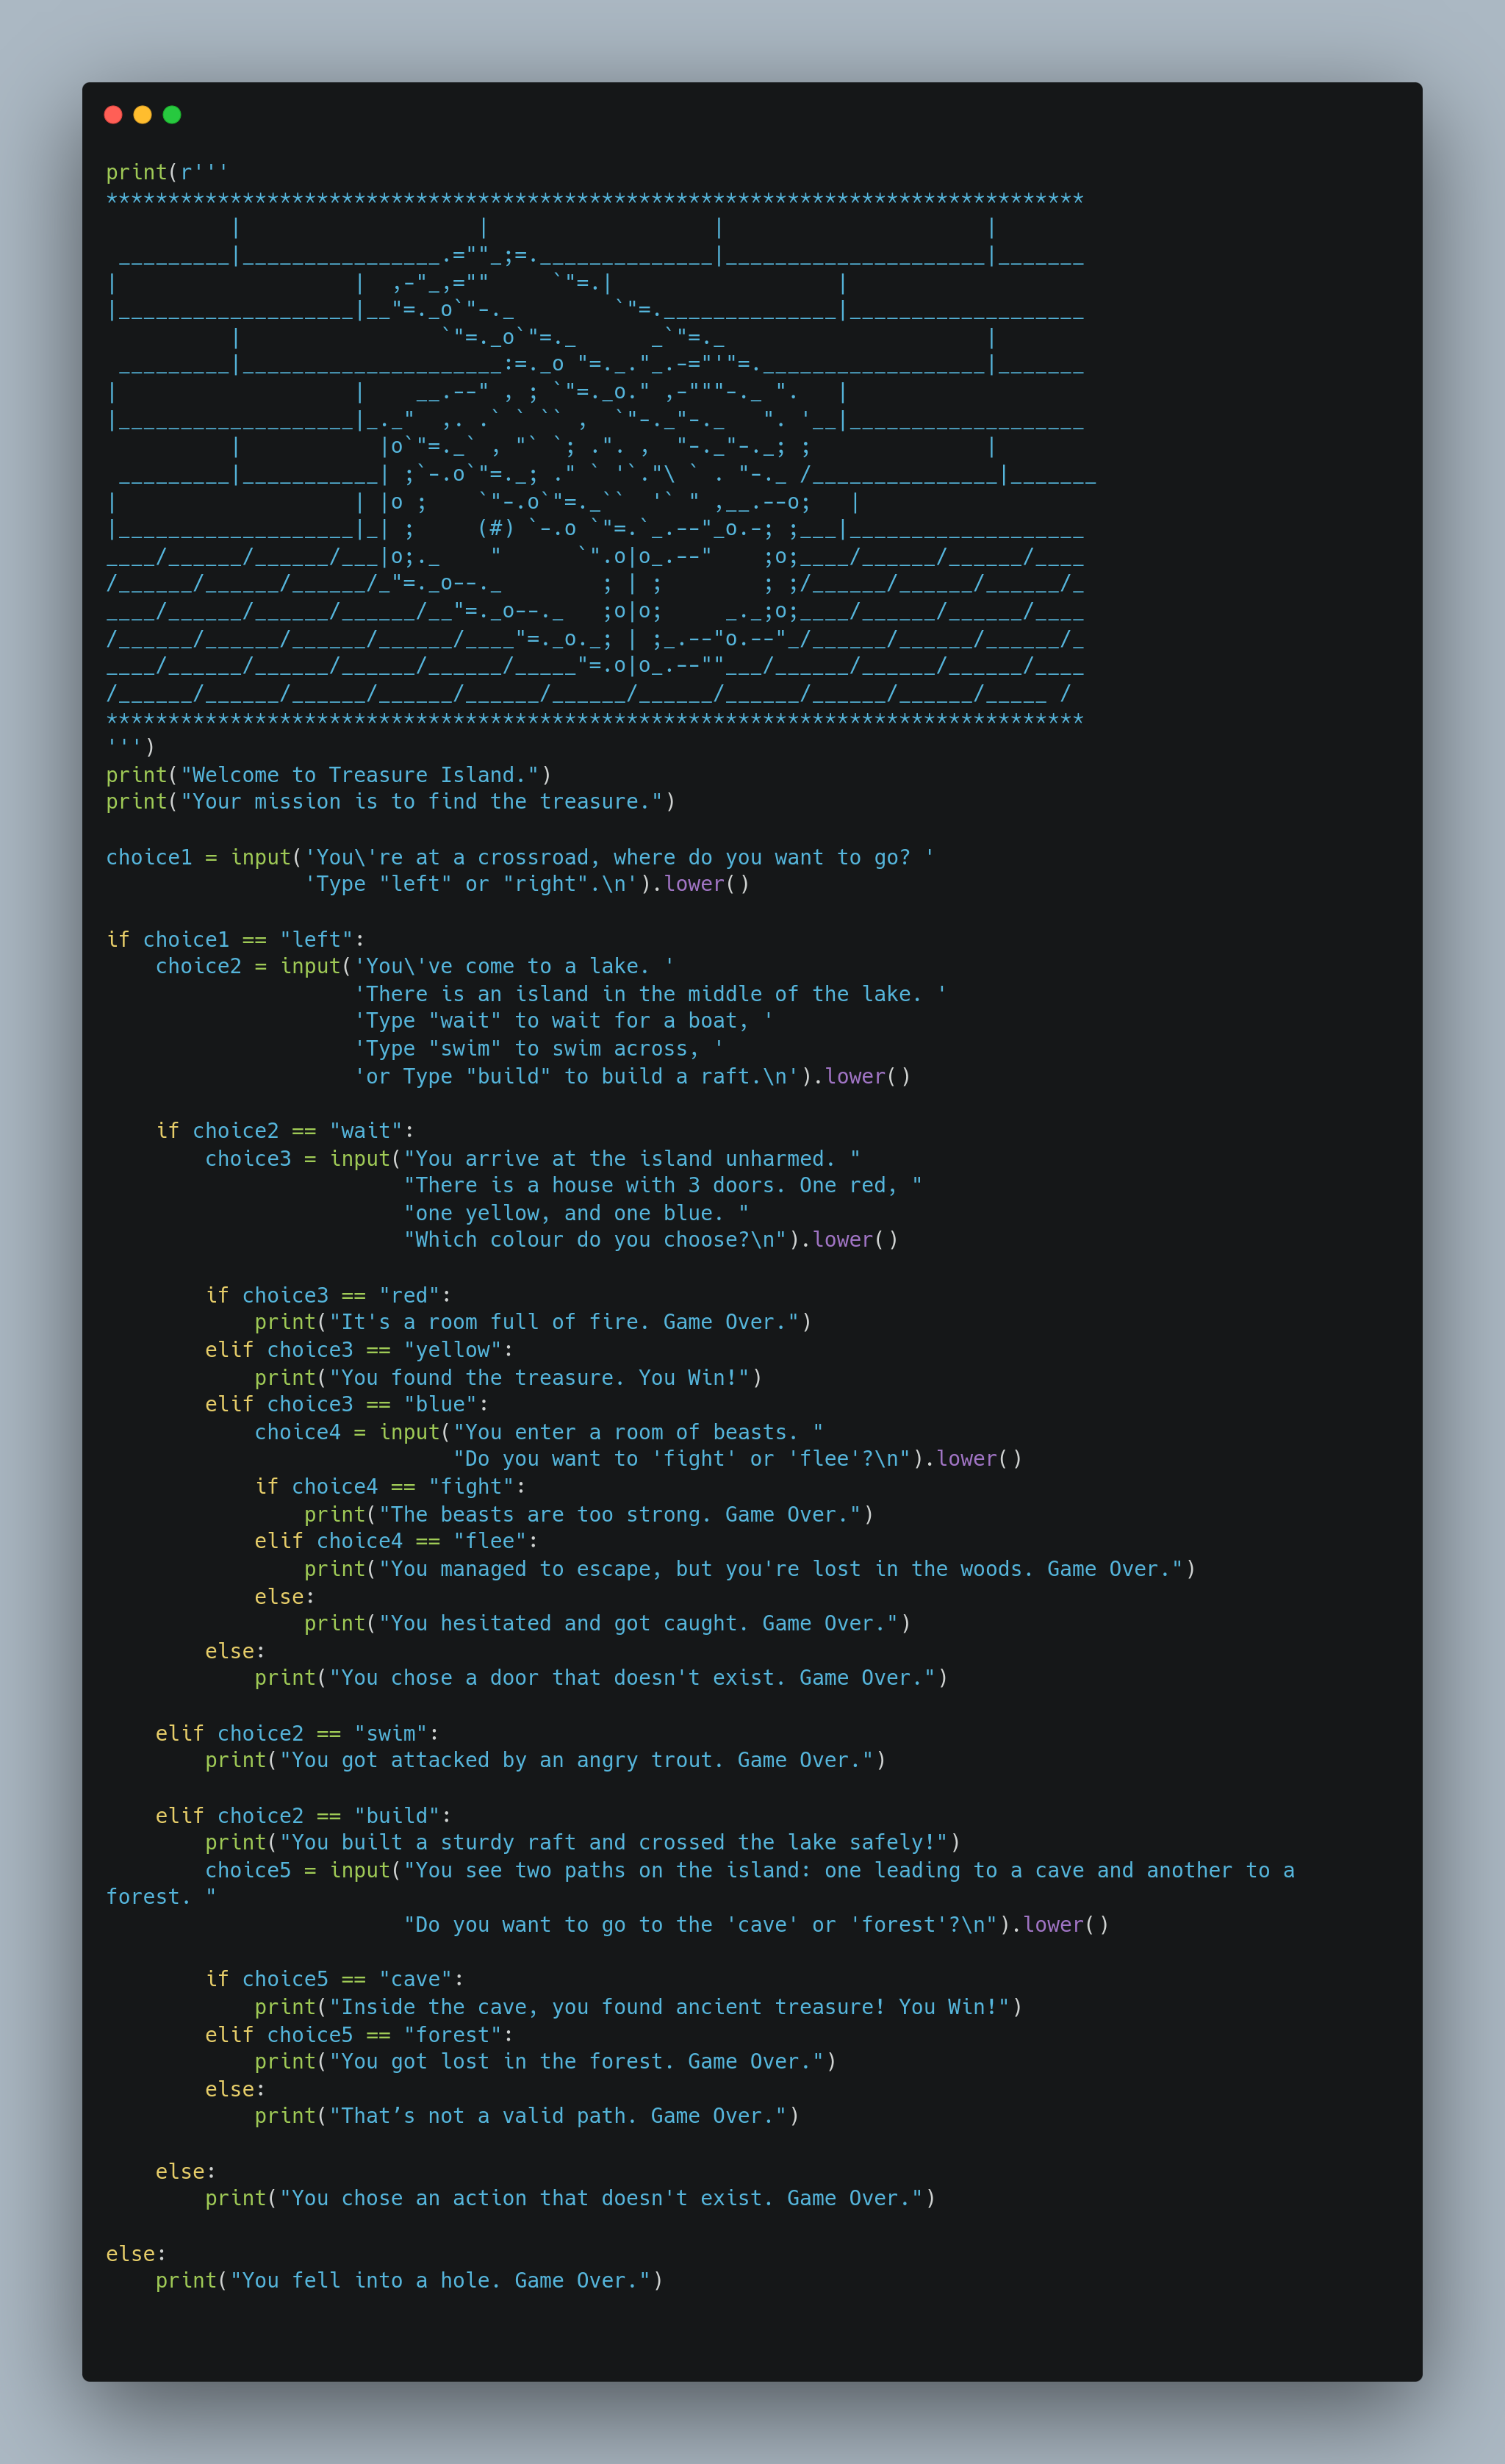 print(r'''
*******************************************************************************
          |                   |                  |                     |
 _________|________________.=""_;=.______________|_____________________|_______
|                   |  ,-"_,=""     `"=.|                  |
|___________________|__"=._o`"-._        `"=.______________|___________________
          |                `"=._o`"=._      _`"=._                     |
 _________|_____________________:=._o "=._."_.-="'"=.__________________|_______
|                   |    __.--" , ; `"=._o." ,-"""-._ ".   |
|___________________|_._"  ,. .` ` `` ,  `"-._"-._   ". '__|___________________
          |           |o`"=._` , "` `; .". ,  "-._"-._; ;              |
 _________|___________| ;`-.o`"=._; ." ` '`."\ ` . "-._ /_______________|_______
|                   | |o ;    `"-.o`"=._``  '` " ,__.--o;   |
|___________________|_| ;     (#) `-.o `"=.`_.--"_o.-; ;___|___________________
____/______/______/___|o;._    "      `".o|o_.--"    ;o;____/______/______/____
/______/______/______/_"=._o--._        ; | ;        ; ;/______/______/______/_
____/______/______/______/__"=._o--._   ;o|o;     _._;o;____/______/______/____
/______/______/______/______/____"=._o._; | ;_.--"o.--"_/______/______/______/_
____/______/______/______/______/_____"=.o|o_.--""___/______/______/______/____
/______/______/______/______/______/______/______/______/______/______/_____ /
*******************************************************************************
''')
print("Welcome to Treasure Island.")
print("Your mission is to find the treasure.")

choice1 = input('You\'re at a crossroad, where do you want to go? '
                'Type "left" or "right".\n').lower()

if choice1 == "left":
    choice2 = input('You\'ve come to a lake. '
                    'There is an island in the middle of the lake. '
                    'Type "wait" to wait for a boat, '
                    'Type "swim" to swim across, '
                    'or Type "build" to build a raft.\n').lower()

    if choice2 == "wait":
        choice3 = input("You arrive at the island unharmed. "
                        "There is a house with 3 doors. One red, "
                        "one yellow, and one blue. "
                        "Which colour do you choose?\n").lower()

        if choice3 == "red":
            print("It's a room full of fire. Game Over.")
        elif choice3 == "yellow":
            print("You found the treasure. You Win!")
        elif choice3 == "blue":
            choice4 = input("You enter a room of beasts. "
                            "Do you want to 'fight' or 'flee'?\n").lower()
            if choice4 == "fight":
                print("The beasts are too strong. Game Over.")
            elif choice4 == "flee":
                print("You managed to escape, but you're lost in the woods. Game Over.")
            else:
                print("You hesitated and got caught. Game Over.")
        else:
            print("You chose a door that doesn't exist. Game Over.")

    elif choice2 == "swim":
        print("You got attacked by an angry trout. Game Over.")

    elif choice2 == "build":
        print("You built a sturdy raft and crossed the lake safely!")
        choice5 = input("You see two paths on the island: one leading to a cave and another to a
forest. "
                        "Do you want to go to the 'cave' or 'forest'?\n").lower()

        if choice5 == "cave":
            print("Inside the cave, you found ancient treasure! You Win!")
        elif choice5 == "forest":
            print("You got lost in the forest. Game Over.")
        else:
            print("That’s not a valid path. Game Over.")

    else:
        print("You chose an action that doesn't exist. Game Over.")

else:
    print("You fell into a hole. Game Over.")